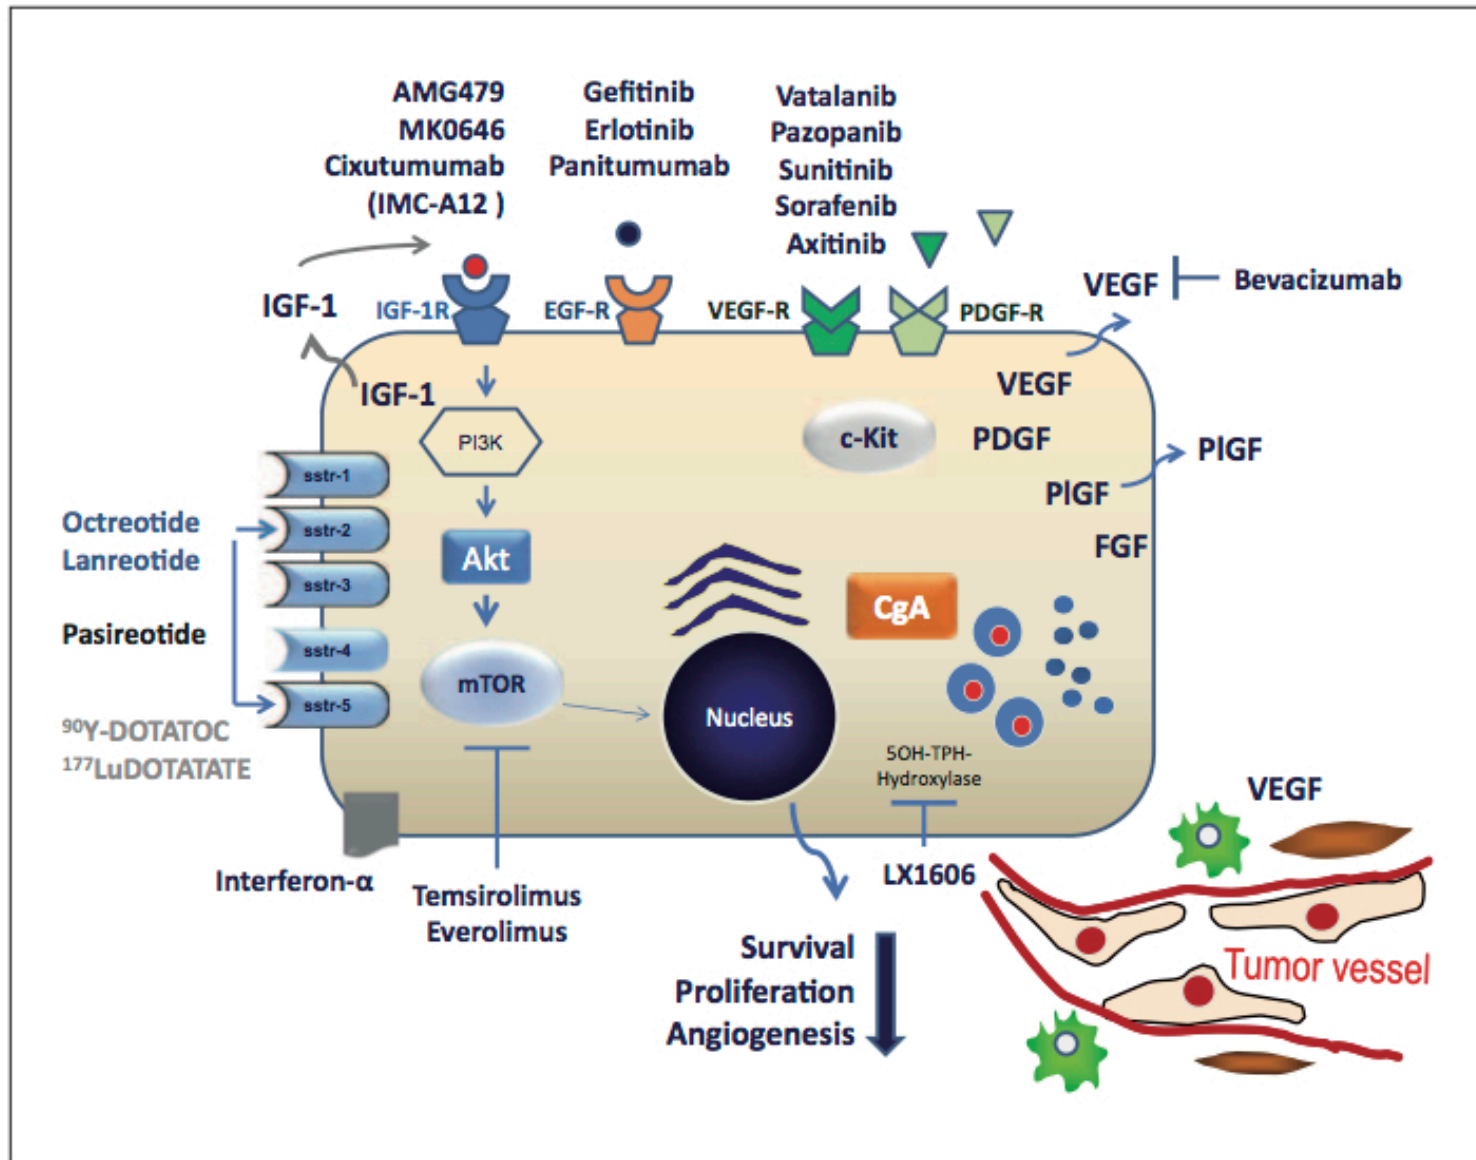 AMG479
MK0646
Cixutumumab
(IMC-A12 )
Gefitinib
Erlotinib
Panitumumab
Vatalanib
Pazopanib
Sunitinib
Sorafenib
Axitinib
IGF-1
IGF-1R
EGF-R
VEGF-R
PDGF-R
VEGF
Bevacizumab
IGF-1
PI3K
c-Kit
VEGF
PDGF
PlGF
PlGF
FGF
sstr-1
sstr-2
sstr-3
sstr-4
sstr-5
Octreotide
Lanreotide
Pasireotide
⁹⁰Y-DOTATOC
¹⁷⁷LuDOTATATE
Akt
mTOR
CgA
Nucleus
5OH-TPH-
Hydroxylase
LX1606
Interferon-α
Temsirolimus
Everolimus
Survival
Proliferation
Angiogenesis
VEGF
Tumor vessel